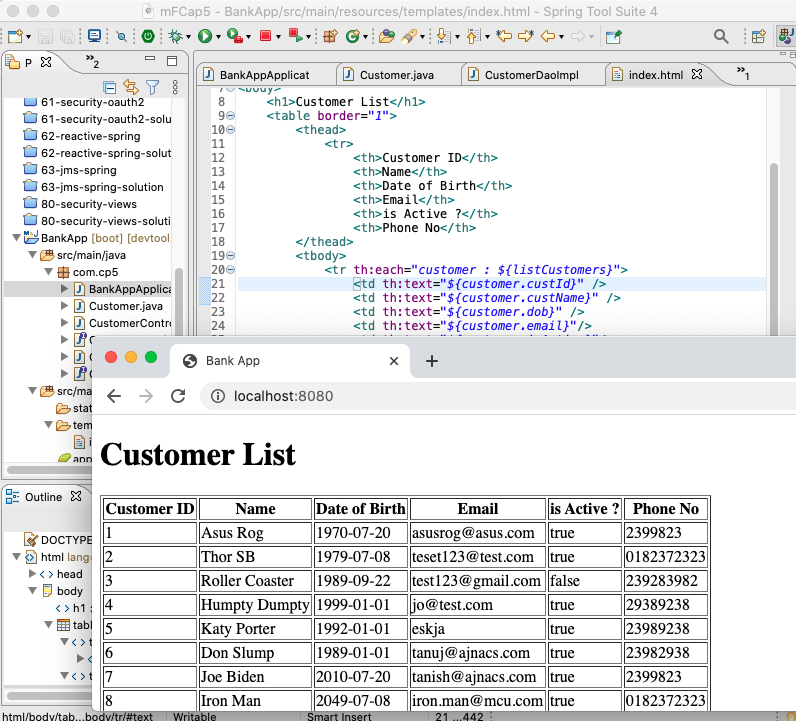 mFCap5 - BankApp/src/main/resources/templates/index.html - Spring Tool Suite 4
P
»2
BankAppApplicat
Customer.java
CustomerDaoImpl
index.html
»1
61-security-oauth2
61-security-oauth2-solu
62-reactive-spring
62-reactive-spring-solut
63-jms-spring
63-jms-spring-solution
80-security-views
80-security-views-soluti
BankApp [boot] [devtool
src/main/java
com.cp5
BankAppApplica
Customer.java
CustomerContro
src/ma
stat
tem
app
7 <body>
8 <h1>Customer List</h1>
9 <table border="1">
10 <thead>
11 <tr>
12 <th>Customer ID</th>
13 <th>Name</th>
14 <th>Date of Birth</th>
15 <th>Email</th>
16 <th>is Active ?</th>
17 <th>Phone No</th>
18 </thead>
19 <tbody>
20 <tr th:each="customer : ${listCustomers}">
21 <td th:text="${customer.custId}" />
22 <td th:text="${customer.custName}" />
23 <td th:text="${customer.dob}" />
24 <td th:text="${customer.email}"/>
Outline
DOCTYPE
html lang=
head
body
h1 :
tabl
t
t
Bank App
localhost:8080
Customer List
Customer ID Name Date of Birth Email is Active ? Phone No
1 Asus Rog 1970-07-20 asusrog@asus.com true 2399823
2 Thor SB 1979-07-08 teset123@test.com true 0182372323
3 Roller Coaster 1989-09-22 test123@gmail.com false 239283982
4 Humpty Dumpty 1999-01-01 jo@test.com true 29389238
5 Katy Porter 1992-01-01 eskja true 23989238
6 Don Slump 1989-01-01 tanuj@ajnacs.com true 23982938
7 Joe Biden 2010-07-20 tanish@ajnacs.com true 2399823
8 Iron Man 2049-07-08 iron.man@mcu.com true 0182372323
html/body/tab...body/tr/#text Writable Smart Insert 21 ...442